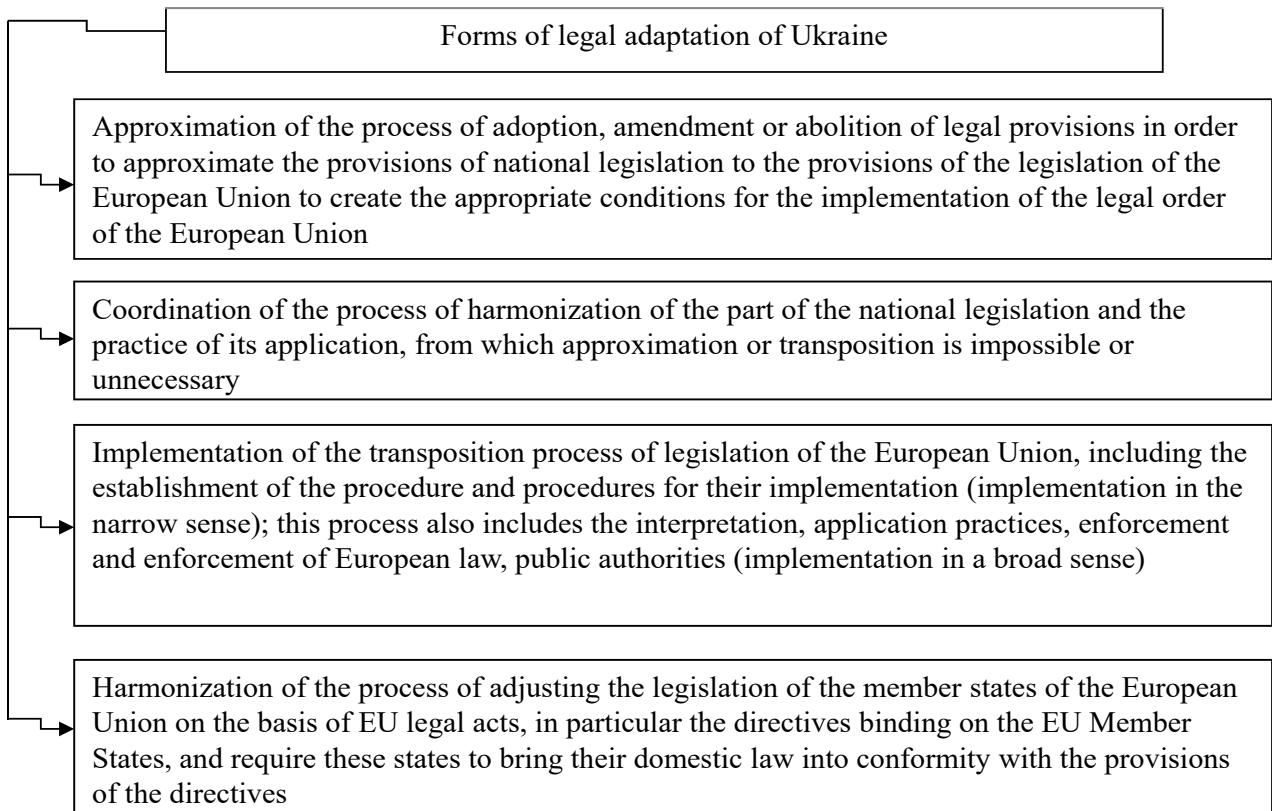 Forms of legal adaptation of Ukraine
Approximation of the process of adoption, amendment or abolition of legal provisions in order
to approximate the provisions of national legislation to the provisions of the legislation of the
European Union to create the appropriate conditions for the implementation of the legal order
of the European Union
Coordination of the process of harmonization of the part of the national legislation and the
practice of its application, from which approximation or transposition is impossible or
unnecessary
Implementation of the transposition process of legislation of the European Union, including the
establishment of the procedure and procedures for their implementation (implementation in the
narrow sense); this process also includes the interpretation, application practices, enforcement
and enforcement of European law, public authorities (implementation in a broad sense)
Harmonization of the process of adjusting the legislation of the member states of the European
Union on the basis of EU legal acts, in particular the directives binding on the EU Member
States, and require these states to bring their domestic law into conformity with the provisions
of the directives